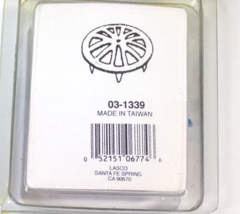 03-1339
MADE IN TAIWAN
0 52151 06774 6
LASCO
SANTA FE SPRING
CA 90670